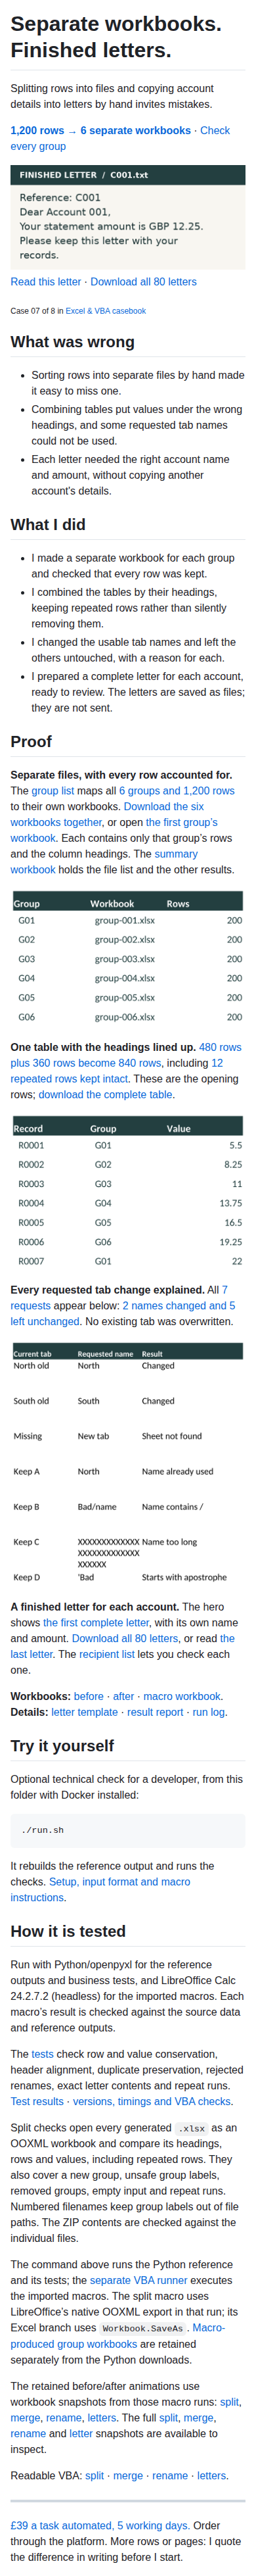 Separate workbooks.
Finished letters.
Splitting rows into files and copying account
details into letters by hand invites mistakes.
1,200 rows → 6 separate workbooks · Check
every group
FINISHED LETTER / C001.txt
Reference: C001
Dear Account 001,
Your statement amount is GBP 12.25.
Please keep this letter with your
records.
Read this letter · Download all 80 letters
Case 07 of 8 in Excel & VBA casebook
What was wrong
• Sorting rows into separate files by hand made
it easy to miss one.
• Combining tables put values under the wrong
headings, and some requested tab names
could not be used.
• Each letter needed the right account name
and amount, without copying another
account's details.
What I did
• I made a separate workbook for each group
and checked that every row was kept.
• I combined the tables by their headings,
keeping repeated rows rather than silently
removing them.
• I changed the usable tab names and left the
others untouched, with a reason for each.
• I prepared a complete letter for each account,
ready to review. The letters are saved as files;
they are not sent.
Proof
Separate files, with every row accounted for.
The group list maps all 6 groups and 1,200 rows
to their own workbooks. Download the six
workbooks together, or open the first group's
workbook. Each contains only that group's rows
and the column headings. The summary
workbook holds the file list and the other results.
Group Workbook Rows
G01 group-001.xlsx 200
G02 group-002.xlsx 200
G03 group-003.xlsx 200
G04 group-004.xlsx 200
G05 group-005.xlsx 200
G06 group-006.xlsx 200
One table with the headings lined up. 480 rows
plus 360 rows become 840 rows, including 12
repeated rows kept intact. These are the opening
rows; download the complete table.
Record Group Value
R0001 G01 5.5
R0002 G02 8.25
R0003 G03 11
R0004 G04 13.75
R0005 G05 16.5
R0006 G06 19.25
R0007 G01 22
Every requested tab change explained. All 7
requests appear below: 2 names changed and 5
left unchanged. No existing tab was overwritten.
Current tab Requested name Result
North old North Changed
South old South Changed
Missing New tab Sheet not found
Keep A North Name already used
Keep B Bad/name Name contains /
Keep C XXXXXXXXXXXXX Name too long
XXXXXXXXXXXXX
XXXXXX
Keep D 'Bad Starts with apostrophe
A finished letter for each account. The hero
shows the first complete letter, with its own name
and amount. Download all 80 letters, or read the
last letter. The recipient list lets you check each
one.
Workbooks: before · after · macro workbook.
Details: letter template · result report · run log.
Try it yourself
Optional technical check for a developer, from this
folder with Docker installed:
./run.sh
It rebuilds the reference output and runs the
checks. Setup, input format and macro
instructions.
How it is tested
Run with Python/openpyxl for the reference
outputs and business tests, and LibreOffice Calc
24.2.7.2 (headless) for the imported macros. Each
macro's result is checked against the source data
and reference outputs.
The tests check row and value conservation,
header alignment, duplicate preservation, rejected
renames, exact letter contents and repeat runs.
Test results · versions, timings and VBA checks.
Split checks open every generated .xlsx as an
OOXML workbook and compare its headings,
rows and values, including repeated rows. They
also cover a new group, unsafe group labels,
removed groups, empty input and repeat runs.
Numbered filenames keep group labels out of file
paths. The ZIP contents are checked against the
individual files.
The command above runs the Python reference
and its tests; the separate VBA runner executes
the imported macros. The split macro uses
LibreOffice's native OOXML export in that run; its
Excel branch uses Workbook.SaveAs. Macro-
produced group workbooks are retained
separately from the Python downloads.
The retained before/after animations use
workbook snapshots from those macro runs: split,
merge, rename, letters. The full split, merge,
rename and letter snapshots are available to
inspect.
Readable VBA: split · merge · rename · letters.
£39 a task automated, 5 working days. Order
through the platform. More rows or pages: I quote
the difference in writing before I start.